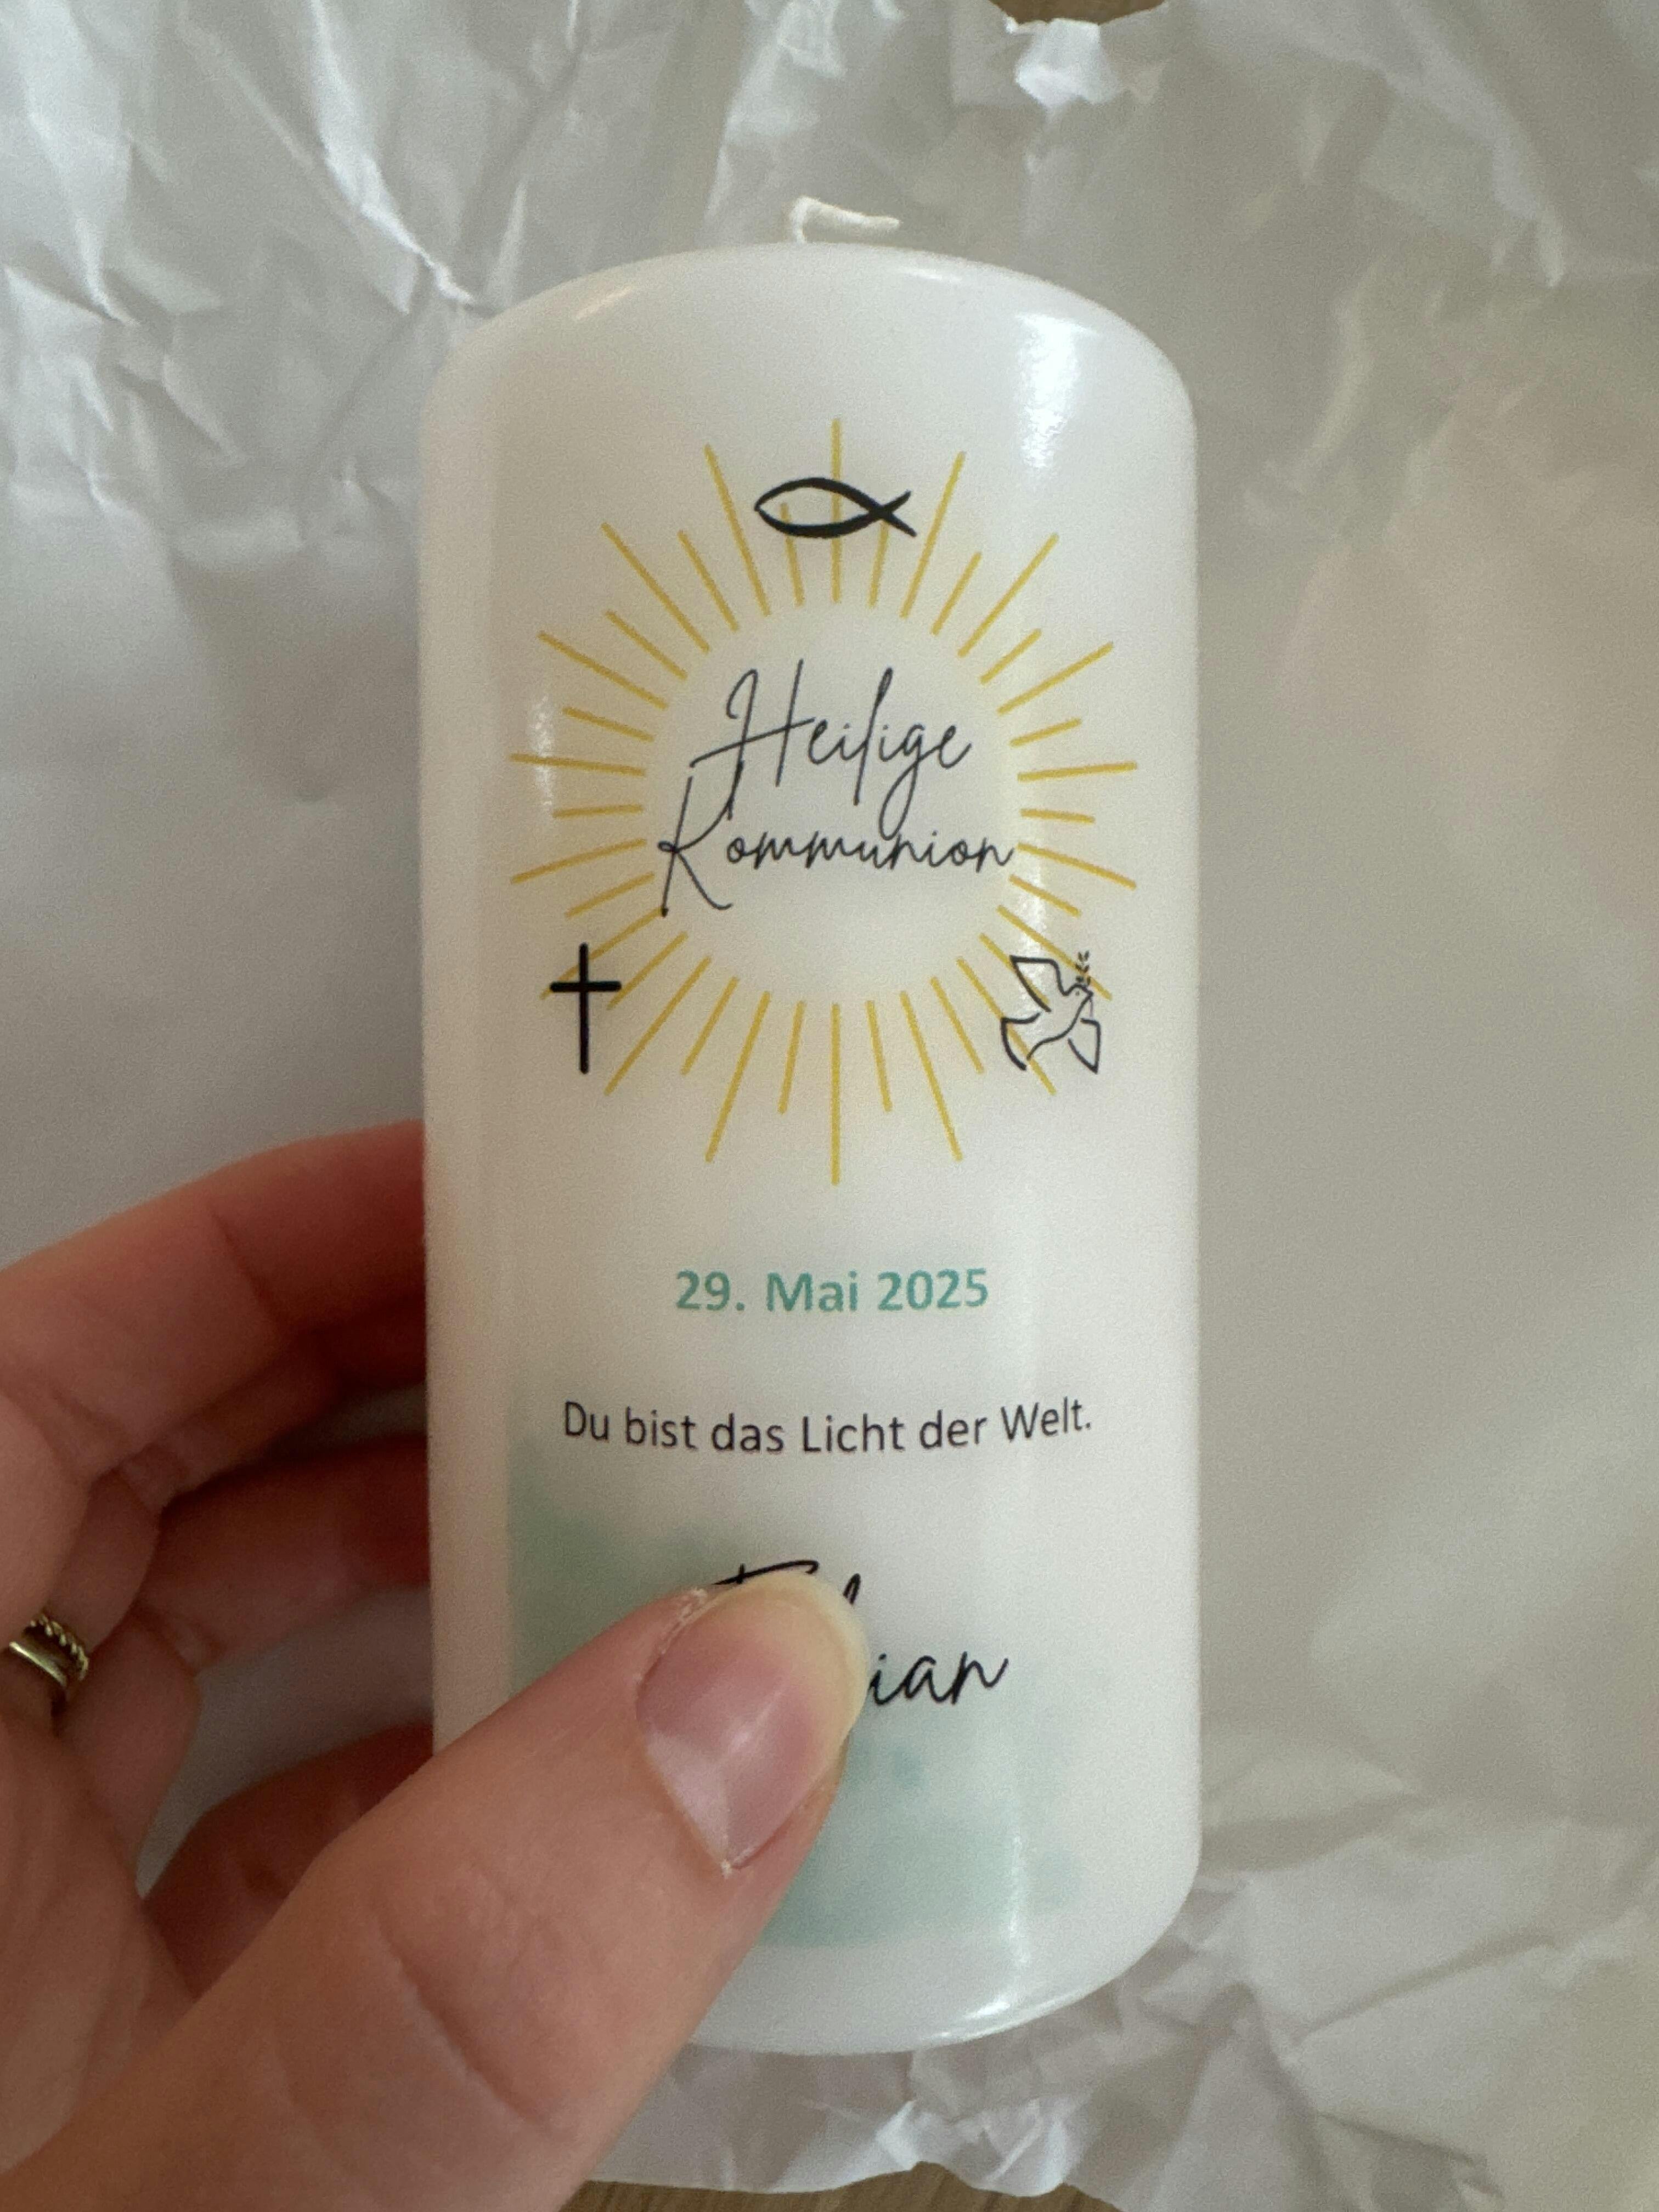 Heilige
Kommunion
29. Mai 2025
Du bist das Licht der Welt.